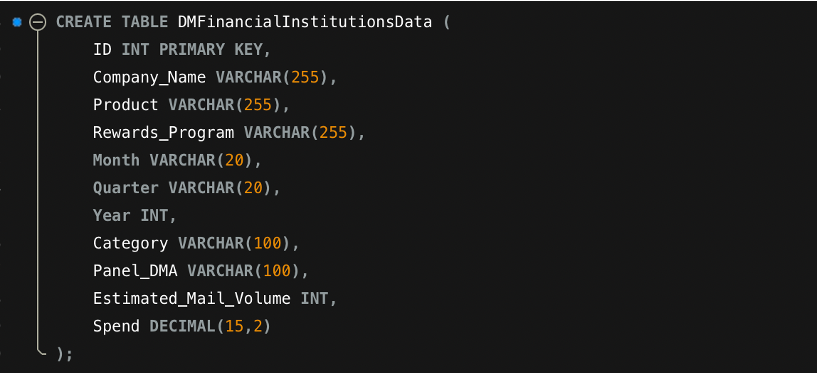 CREATE TABLE DMFinancialInstitutionsData (
ID INT PRIMARY KEY,
Company_Name VARCHAR(255),
Product VARCHAR(255),
Rewards_Program VARCHAR(255),
Month VARCHAR(20),
Quarter VARCHAR(20),
Year INT,
Category VARCHAR(100),
Panel_DMA VARCHAR(100),
Estimated_Mail_Volume INT,
Spend DECIMAL(15,2)
);